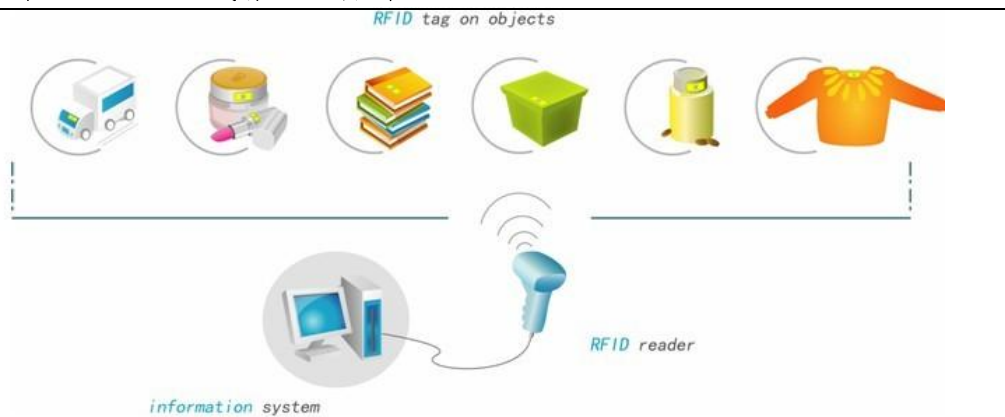 RFID tag on objects
RFID reader
information system